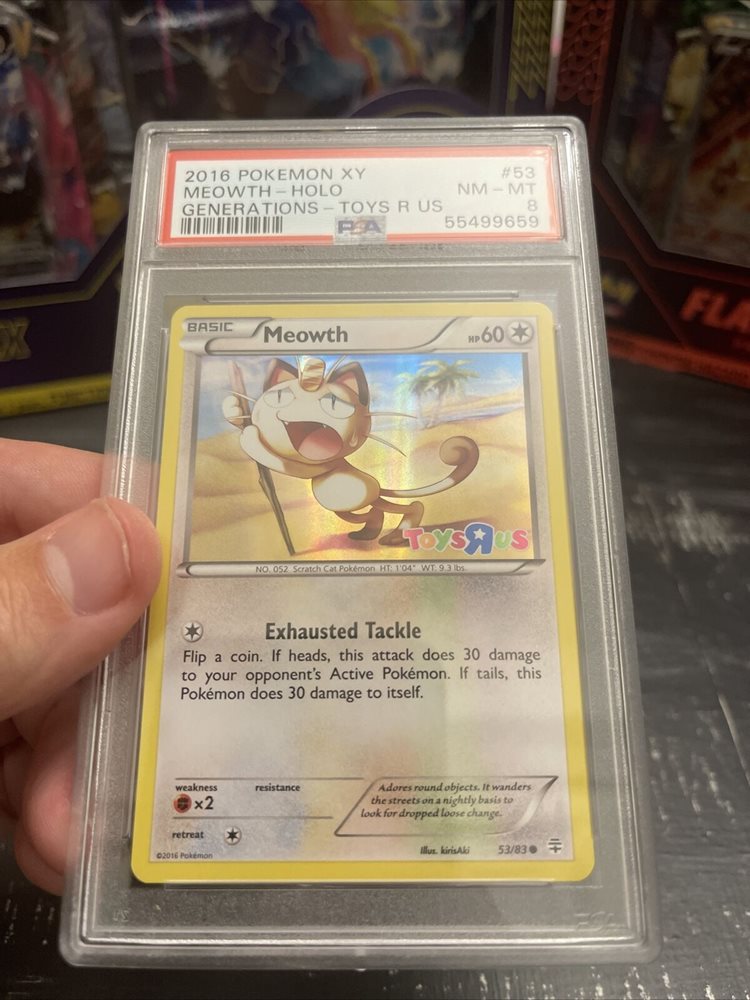 2016 POKEMON XY #53
MEOWTH - HOLO NM - MT
GENERATIONS - TOYS R US 8
PSA 55499659
BASIC Meowth HP60
ToysRus
NO. 052 Scratch Cat Pokémon HT: 1'04" WT: 9.3 lbs.
Exhausted Tackle
Flip a coin. If heads, this attack does 30 damage
to your opponent's Active Pokémon. If tails, this
Pokémon does 30 damage to itself.
weakness resistance
×2
Adores round objects. It wanders
the streets on a nightly basis to
look for dropped loose change.
retreat
©2016 Pokémon Illus. kirisAki 53/83
FLA